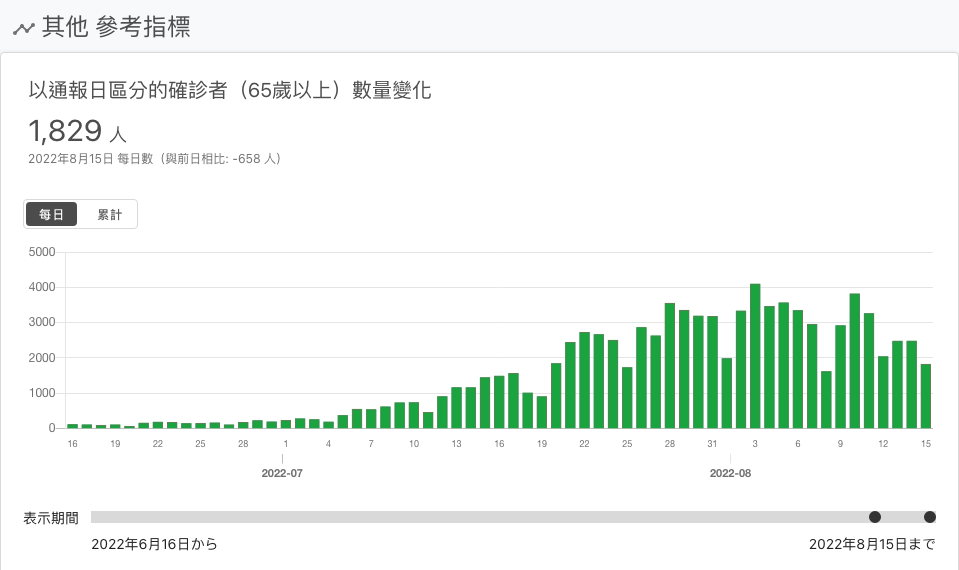 其他 參考指標
以通報日區分的確診者（65歲以上）數量變化
1,829 人
2022年8月15日 每日數（與前日相比: -658 人）
每日 累計
5000
4000
3000
2000
1000
0
16 19 22 25 28 1 4 7 10 13 16 19 22 25 28 31 3 6 9 12 15
2022-07 2022-08
表示期間
2022年6月16日から 2022年8月15日まで